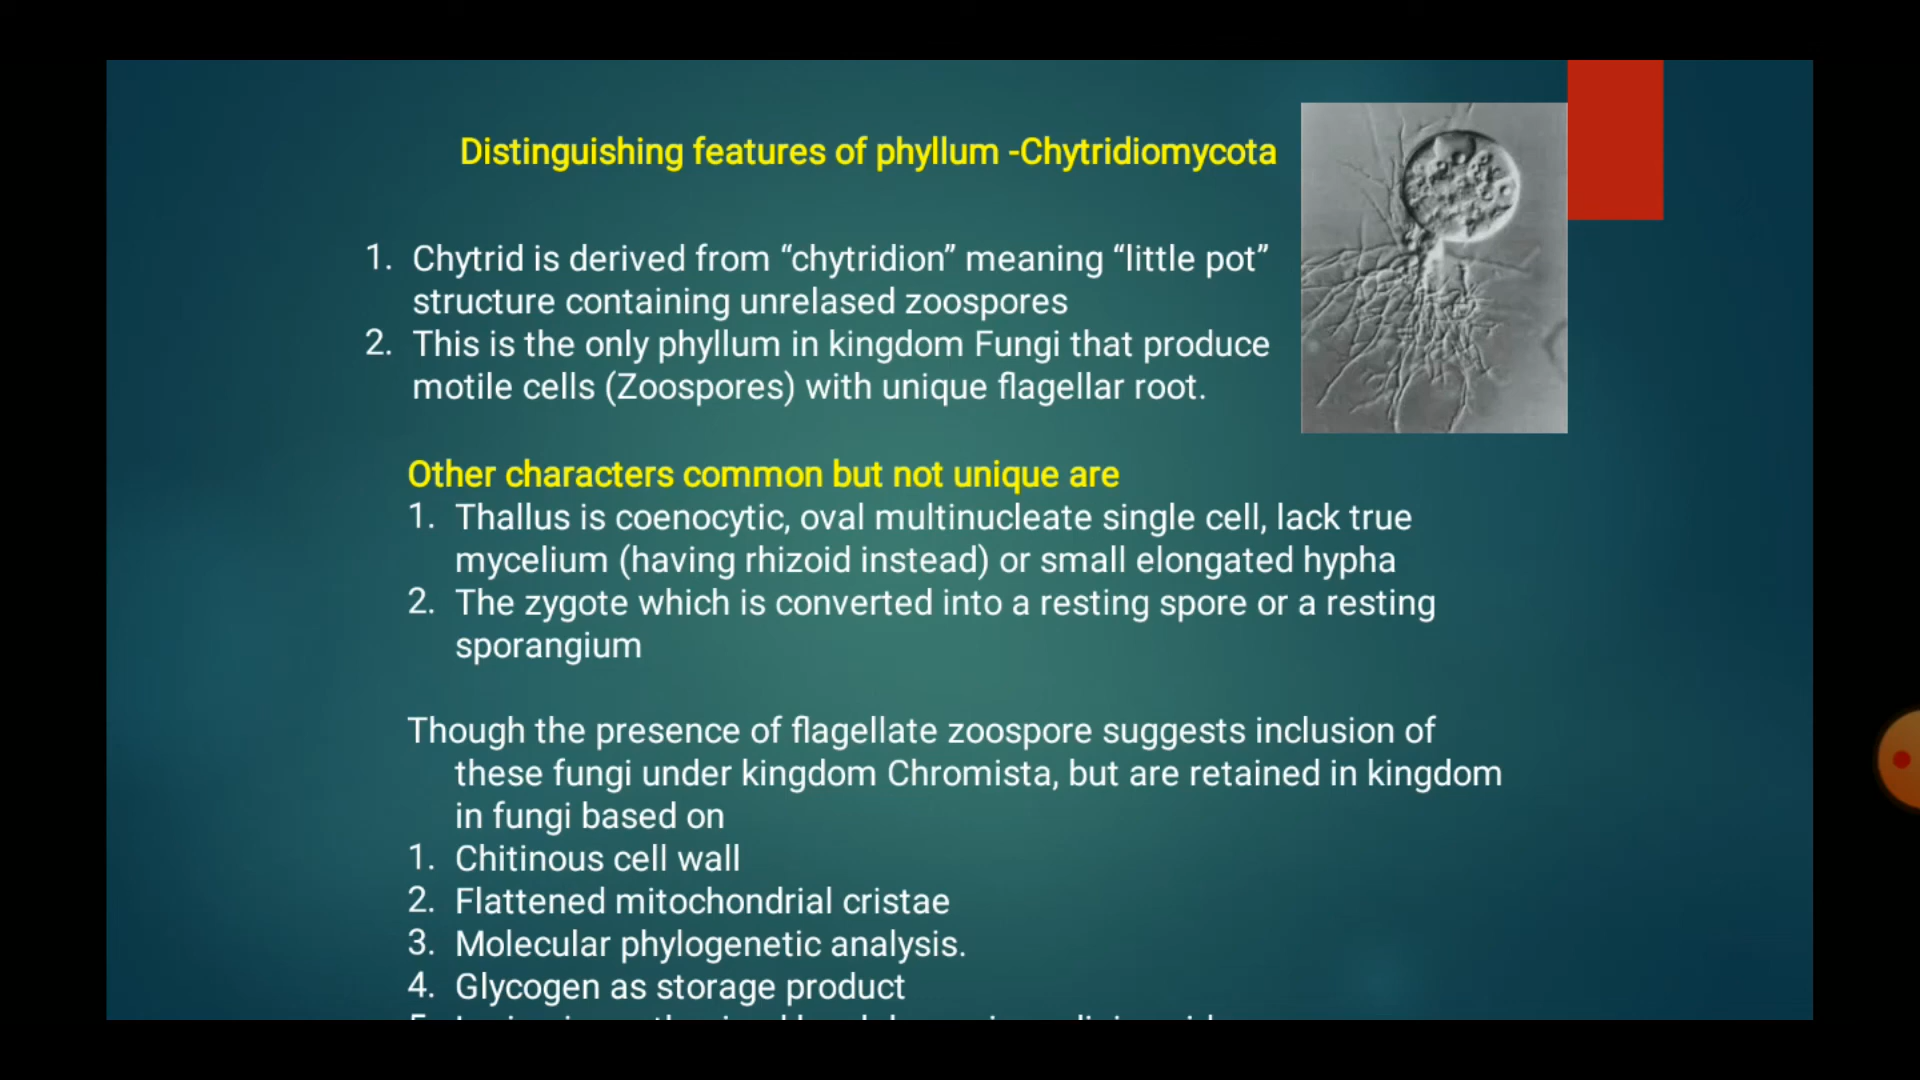 Distinguishing features of phyllum -Chytridiomycota
1. Chytrid is derived from “chytridion” meaning “little pot”
structure containing unrelased zoospores
2. This is the only phyllum in kingdom Fungi that produce
motile cells (Zoospores) with unique flagellar root.
Other characters common but not unique are
1. Thallus is coenocytic, oval multinucleate single cell, lack true
mycelium (having rhizoid instead) or small elongated hypha
2. The zygote which is converted into a resting spore or a resting
sporangium
Though the presence of flagellate zoospore suggests inclusion of
these fungi under kingdom Chromista, but are retained in kingdom
in fungi based on
1. Chitinous cell wall
2. Flattened mitochondrial cristae
3. Molecular phylogenetic analysis.
4. Glycogen as storage product